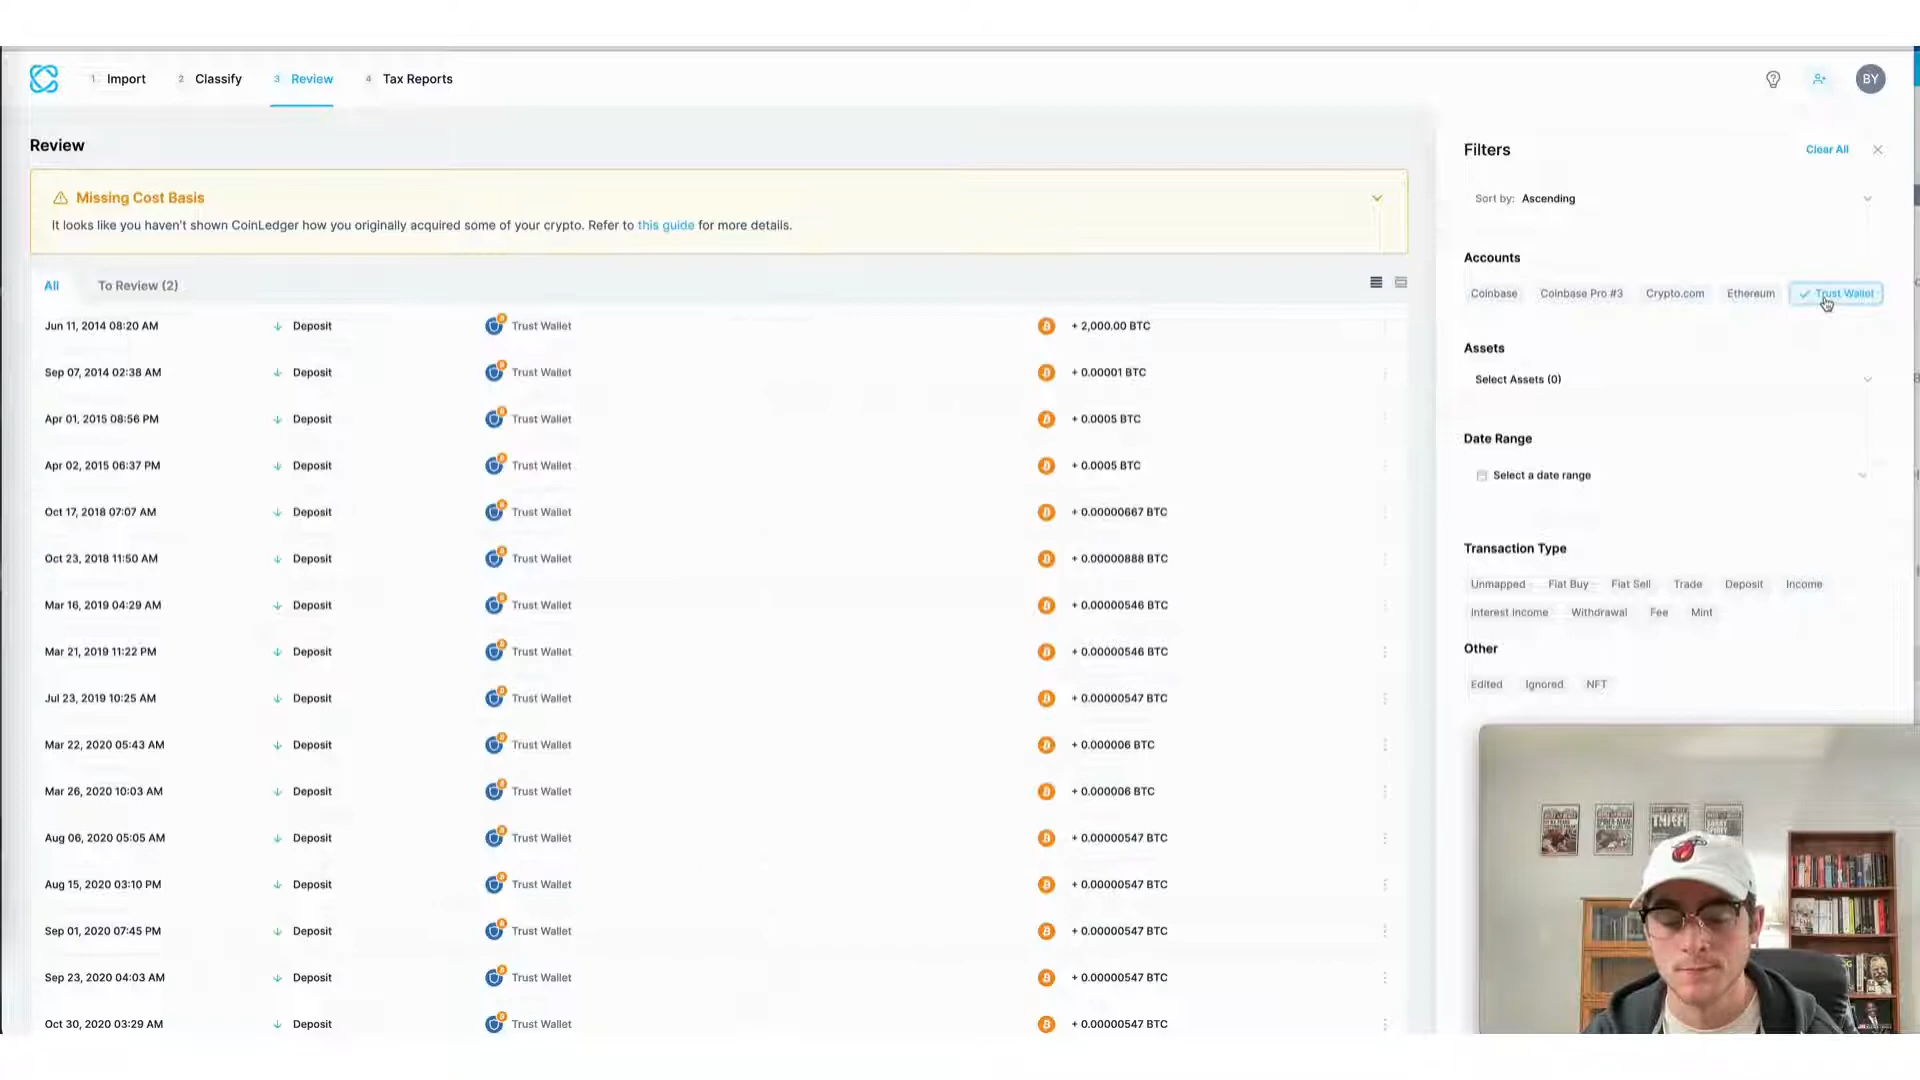 1 Import 2 Classify 3 Review 4 Tax Reports BY
Review
Missing Cost Basis
It looks like you haven't shown CoinLedger how you originally acquired some of your crypto. Refer to this guide for more details.
All To Review (2)
Jun 11, 2014 08:20 AM Deposit Trust Wallet + 2,000.00 BTC
Sep 07, 2014 02:38 AM Deposit Trust Wallet + 0.00001 BTC
Apr 01, 2015 08:56 PM Deposit Trust Wallet + 0.0005 BTC
Apr 02, 2015 06:37 PM Deposit Trust Wallet + 0.0005 BTC
Oct 17, 2018 07:07 AM Deposit Trust Wallet + 0.00000667 BTC
Oct 23, 2018 11:50 AM Deposit Trust Wallet + 0.00000888 BTC
Mar 16, 2019 04:29 AM Deposit Trust Wallet + 0.00000546 BTC
Mar 21, 2019 11:22 PM Deposit Trust Wallet + 0.00000546 BTC
Jul 23, 2019 10:25 AM Deposit Trust Wallet + 0.00000547 BTC
Mar 22, 2020 05:43 AM Deposit Trust Wallet + 0.000006 BTC
Mar 26, 2020 10:03 AM Deposit Trust Wallet + 0.000006 BTC
Aug 06, 2020 05:05 AM Deposit Trust Wallet + 0.00000547 BTC
Aug 15, 2020 03:10 PM Deposit Trust Wallet + 0.00000547 BTC
Sep 01, 2020 07:45 PM Deposit Trust Wallet + 0.00000547 BTC
Sep 23, 2020 04:03 AM Deposit Trust Wallet + 0.00000547 BTC
Oct 30, 2020 03:29 AM Deposit Trust Wallet + 0.00000547 BTC
Filters Clear All
Sort by: Ascending
Accounts
Coinbase Coinbase Pro #3 Crypto.com Ethereum Trust Wallet
Assets
Select Assets (0)
Date Range
Select a date range
Transaction Type
Unmapped Fiat Buy Fiat Sell Trade Deposit Income
Interest Income Withdrawal Fee Mint
Other
Edited Ignored NFT
THIEF